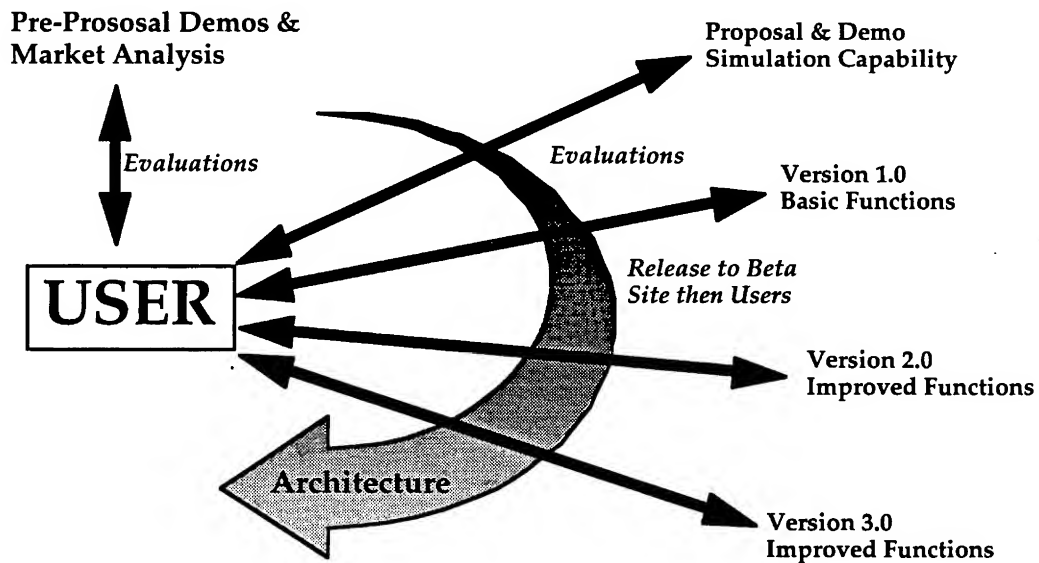 Pre-Prososal Demos &
Market Analysis
Proposal & Demo
Simulation Capability
Evaluations
Evaluations
Version 1.0
Basic Functions
USER
Release to Beta
Site then Users
Version 2.0
Improved Functions
Architecture
Version 3.0
Improved Functions